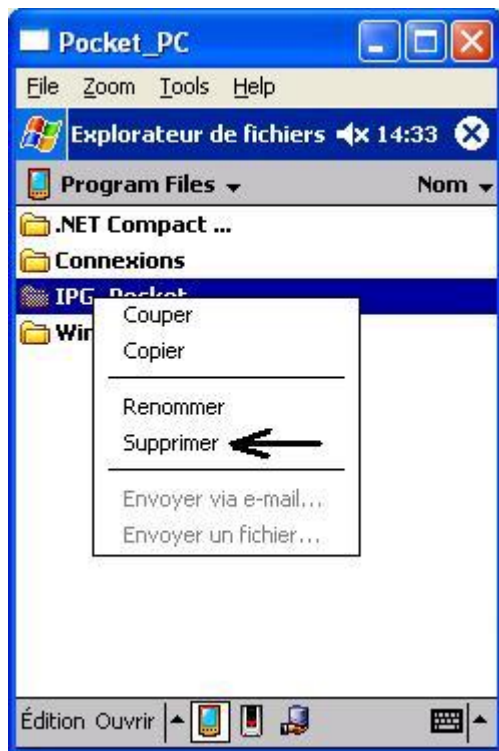 Pocket_PC
File Zoom Tools Help
Explorateur de fichiers 14:33
Program Files Nom
.NET Compact ...
Connexions
IPG_Pocket
Couper
Copier
Renommer
Supprimer
Envoyer via e-mail...
Envoyer un fichier...
Édition Ouvrir